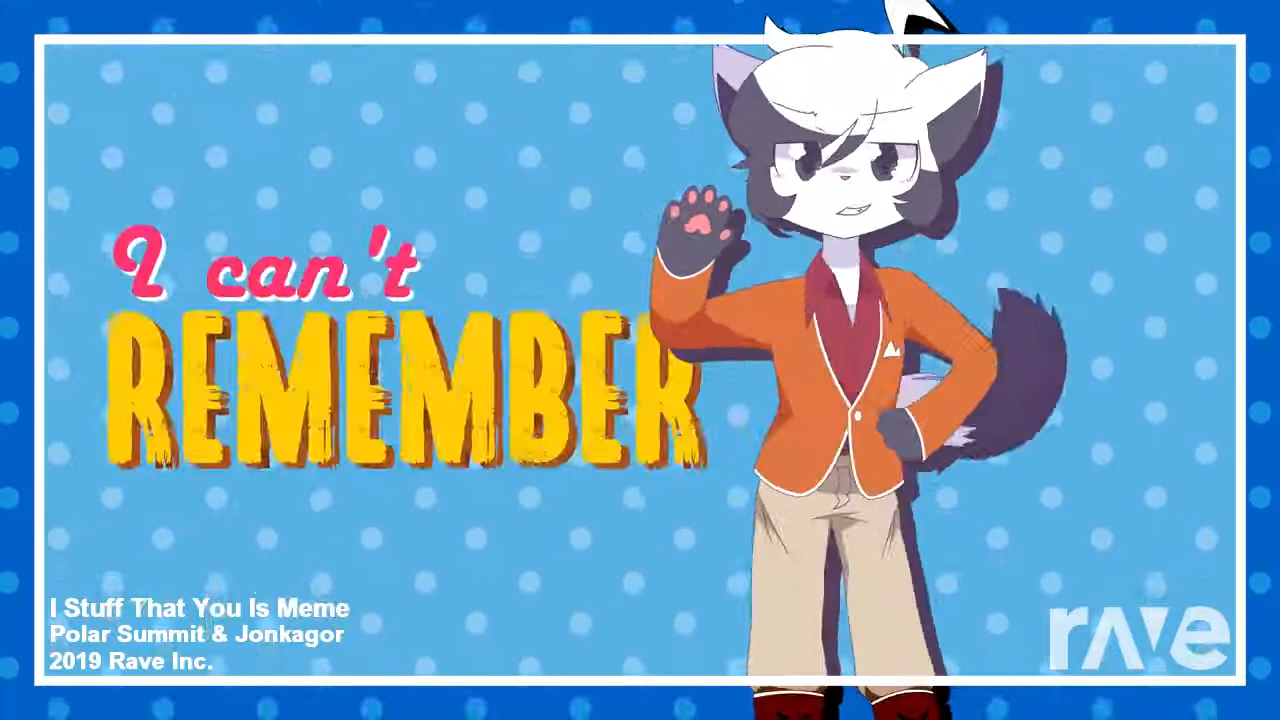 I can't
REMEMBER
I Stuff That You Is Meme
Polar Summit & Jonkagor
2019 Rave Inc.
rave